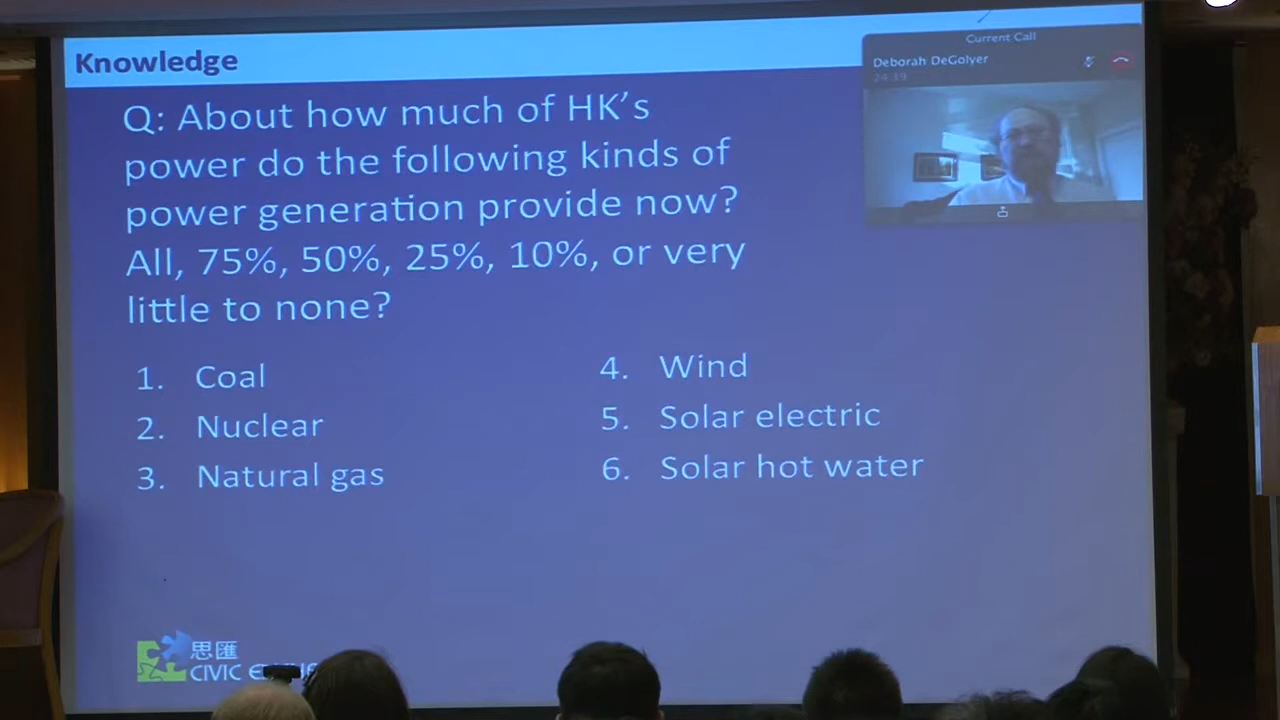 Knowledge
Current Call
Deborah DeGolyer
24:39
Q: About how much of HK's
power do the following kinds of
power generation provide now?
All, 75%, 50%, 25%, 10%, or very
little to none?
1. Coal
2. Nuclear
3. Natural gas
4. Wind
5. Solar electric
6. Solar hot water
思匯
CIVIC